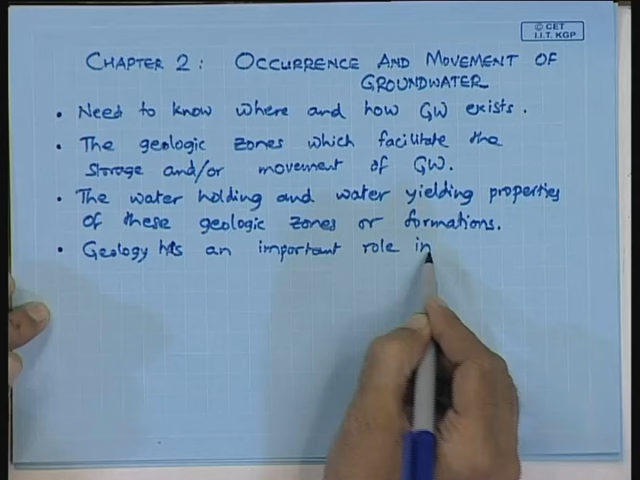 © CET
I.I.T. KGP
CHAPTER 2 : OCCURRENCE AND MOVEMENT OF
GROUNDWATER
• Need to know where and how GW exists.
• The geologic zones which facilitate the
storage and/or movement of GW.
• The water holding and water yielding properties
of these geologic zones or formations.
• Geology has an important role in